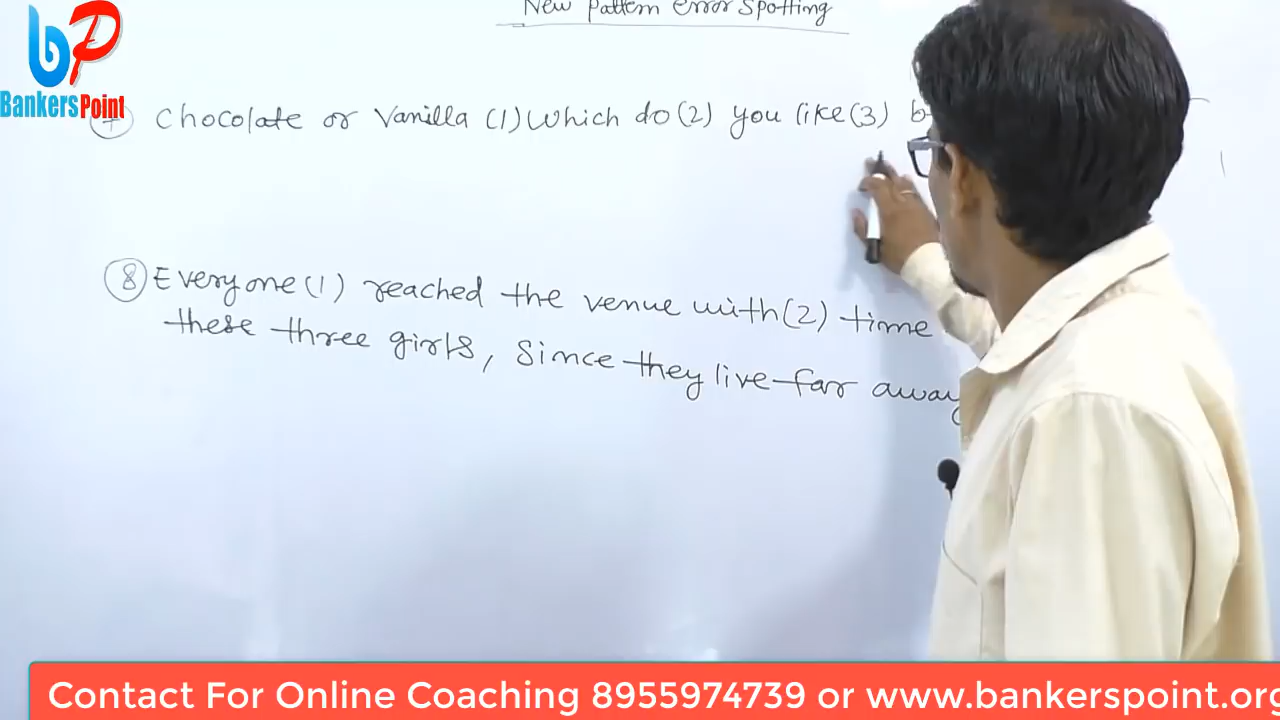 New Pattern Error Spotting
bP
BankersPoint
7 Chocolate or Vanilla (1) Which do (2) you like (3)
8 Everyone (1) reached the venue with (2) time
these three girls, Since they live far away
Contact For Online Coaching 8955974739 or www.bankerspoint.org